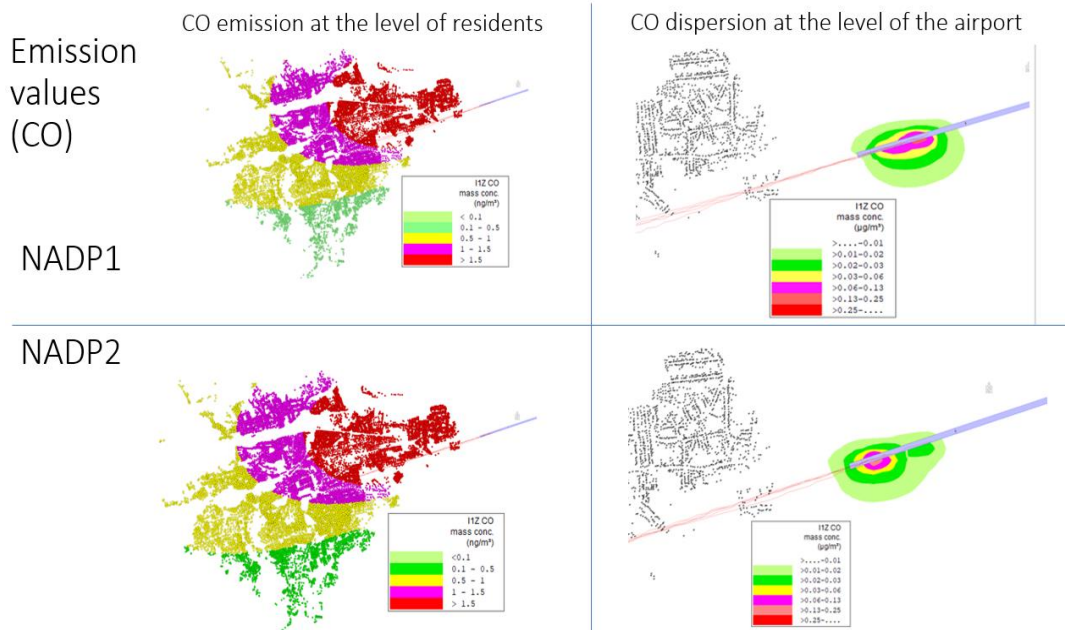 CO emission at the level of residents
CO dispersion at the level of the airport
Emission
values
(CO)
NADP1
I1Z CO
mass conc.
(ng/m³)
< 0.1
0.1 - 0.5
0.5 - 1
1 - 1.5
> 1.5
I1Z CO
mass conc.
(µg/m³)
>....-0.01
>0.01-0.02
>0.02-0.03
>0.03-0.06
>0.06-0.13
>0.13-0.25
>0.25-....
NADP2
I1Z CO
mass conc.
(ng/m³)
<0.1
0.1 - 0.5
0.5 - 1
1 - 1.5
> 1.5
I1Z CO
mass conc.
(µg/m³)
>....-0.01
>0.01-0.02
>0.02-0.03
>0.03-0.06
>0.06-0.13
>0.13-0.25
>0.25-....